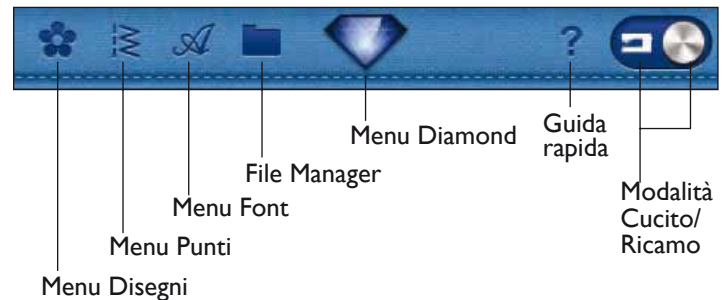 ?
Menu Diamond
Guida
rapida
File Manager
Modalità
Cucito/
Ricamo
Menu Font
Menu Punti
Menu Disegni